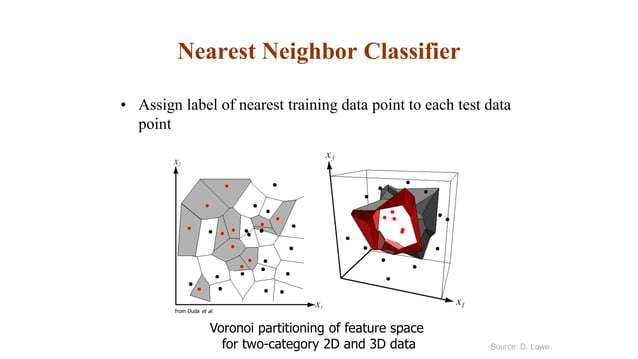 Nearest Neighbor Classifier
• Assign label of nearest training data point to each test data
point
x2
x1
from Duda et al.
x3
x1
Voronoi partitioning of feature space
for two-category 2D and 3D data
Source: D. Lowe